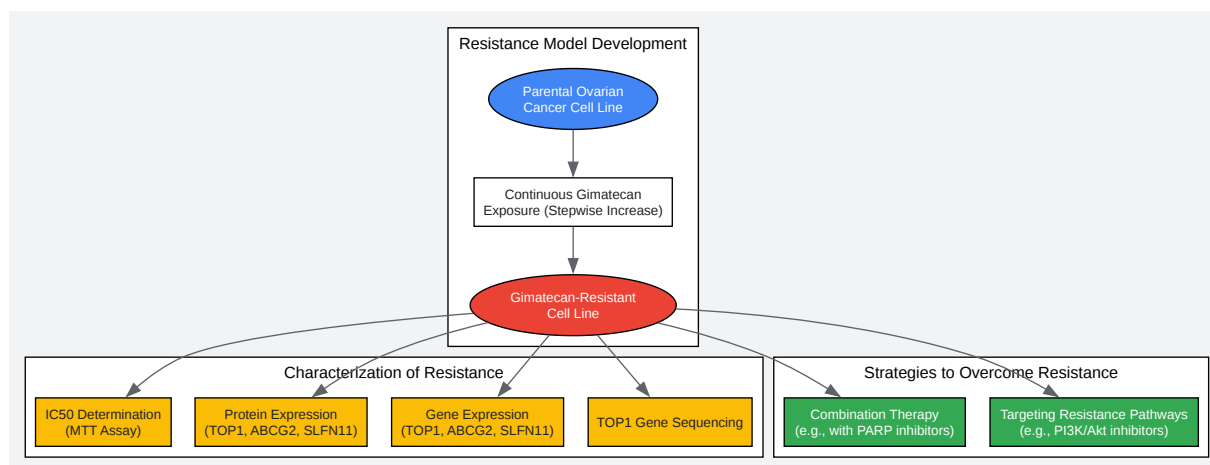 Resistance Model Development
Parental Ovarian
Cancer Cell Line
Continuous Gimatecan
Exposure (Stepwise Increase)
Gimatecan-Resistant
Cell Line
Characterization of Resistance
IC50 Determination
(MTT Assay)
Protein Expression
(TOP1, ABCG2, SLFN11)
Gene Expression
(TOP1, ABCG2, SLFN11)
TOP1 Gene Sequencing
Strategies to Overcome Resistance
Combination Therapy
(e.g., with PARP inhibitors)
Targeting Resistance Pathways
(e.g., PI3K/Akt inhibitors)